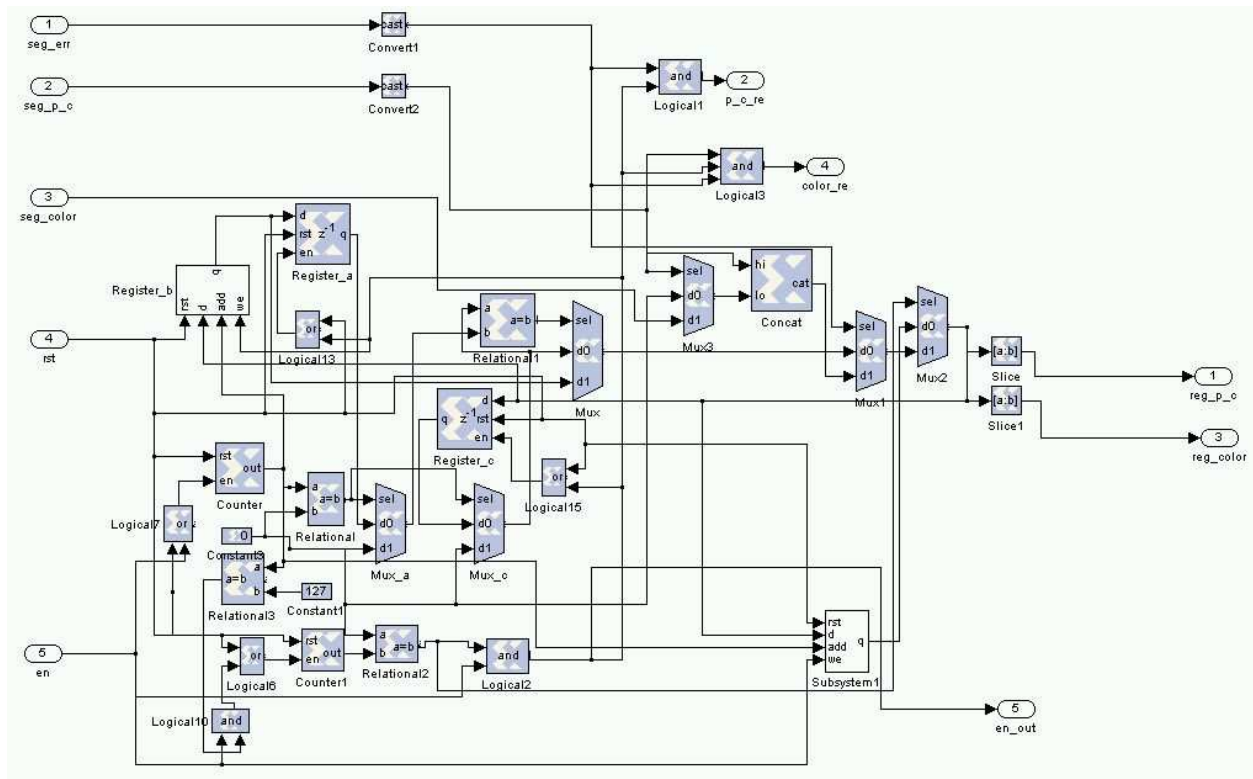 1
seg_err
cast
Convert1
2
seg_p_c
cast
Convert2
and
Logical1
2
p_c_re
and
Logical3
4
color_re
3
seg_color
d
rst z-1 q
en
Register_a
q
rst d add we
Register_b
4
rst
or
Logical13
a
b
a=b
Relational1
sel
d0
d1
Mux
sel
d0
d1
Mux3
hi
lo
cat
Concat
sel
d0
d1
Mux1
sel
d0
d1
Mux2
[a:b]
Slice
1
reg_p_c
[a:b]
Slice1
3
reg_color
d
q z-1 rst
en
Register_c
or
Logical15
rst
en
out
Counter
or
Logical7
a
b
a=b
Relational
0
Constant3
sel
d0
d1
Mux_a
sel
d0
d1
Mux_c
a
a=b
b
Relational3
127
Constant1
5
en
or
Logical6
rst
en
out
Counter1
a
b
a=b
Relational2
and
Logical2
and
Logical10
rst
d
add
we
q
Subsystem1
5
en_out